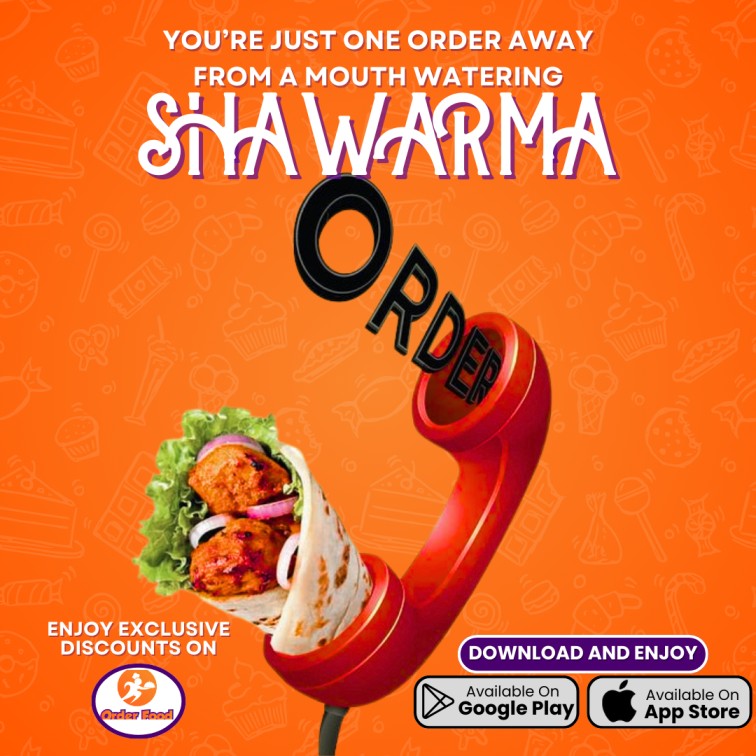 YOU'RE JUST ONE ORDER AWAY
FROM A MOUTH WATERING
SHAWARMA
ORDER
ENJOY EXCLUSIVE
DISCOUNTS ON
Order Food
DOWNLOAD AND ENJOY
Available On
Google Play
Available On
App Store